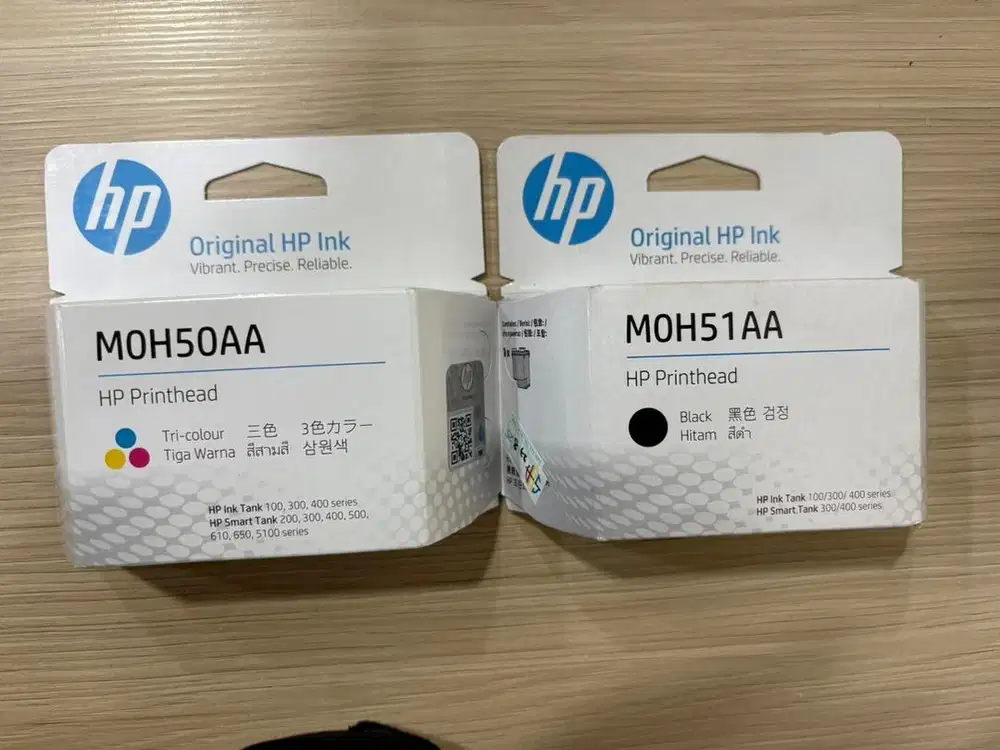 hp
Original HP Ink
Vibrant. Precise. Reliable.
M0H50AA
HP Printhead
Tri-colour 三色 3色カラー
Tiga Warna สีสามสี 삼원색
HP Ink Tank 100, 300, 400 series
HP Smart Tank 200, 300, 400, 500,
610, 650, 5100 series
hp
Original HP Ink
Vibrant. Precise. Reliable.
M0H51AA
HP Printhead
Black 黑色 검정
Hitam สีดำ
HP Ink Tank 100/300/ 400 series
HP Smart Tank 300/400 series